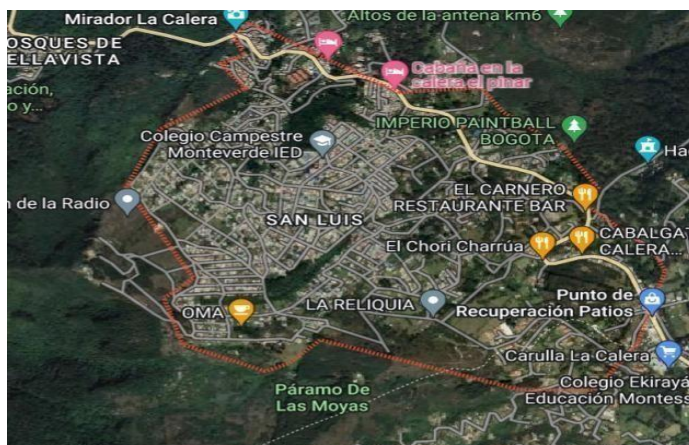 Mirador La Calera
Altos de la antena km6
OSQUES DE
ELLAVISTA
Cabaña en la
calera el pinar
ación,
o y...
Colegio Campestre
Monteverde IED
IMPERIO PAINTBALL
BOGOTA
Ha
n de la Radio
EL CARNERO
RESTAURANTE BAR
SAN LUIS
El Chori Charrúa
CABALGAT
CALERA...
OMA
LA RELIQUIA
Punto de
Recuperación Patios
Carulla La Calera
Páramo De
Las Moyas
Colegio Ekirayá
Educación Montess